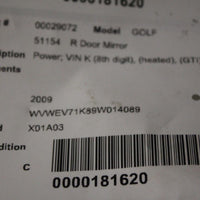 0000181620
# 00029072 Model GOLF
51154 R Door Mirror
ption Power; VIN K (8th digit), (heated), (GTI
ents
2009
WVWEV71K89W014089
X01A03
dition
C
0000181620